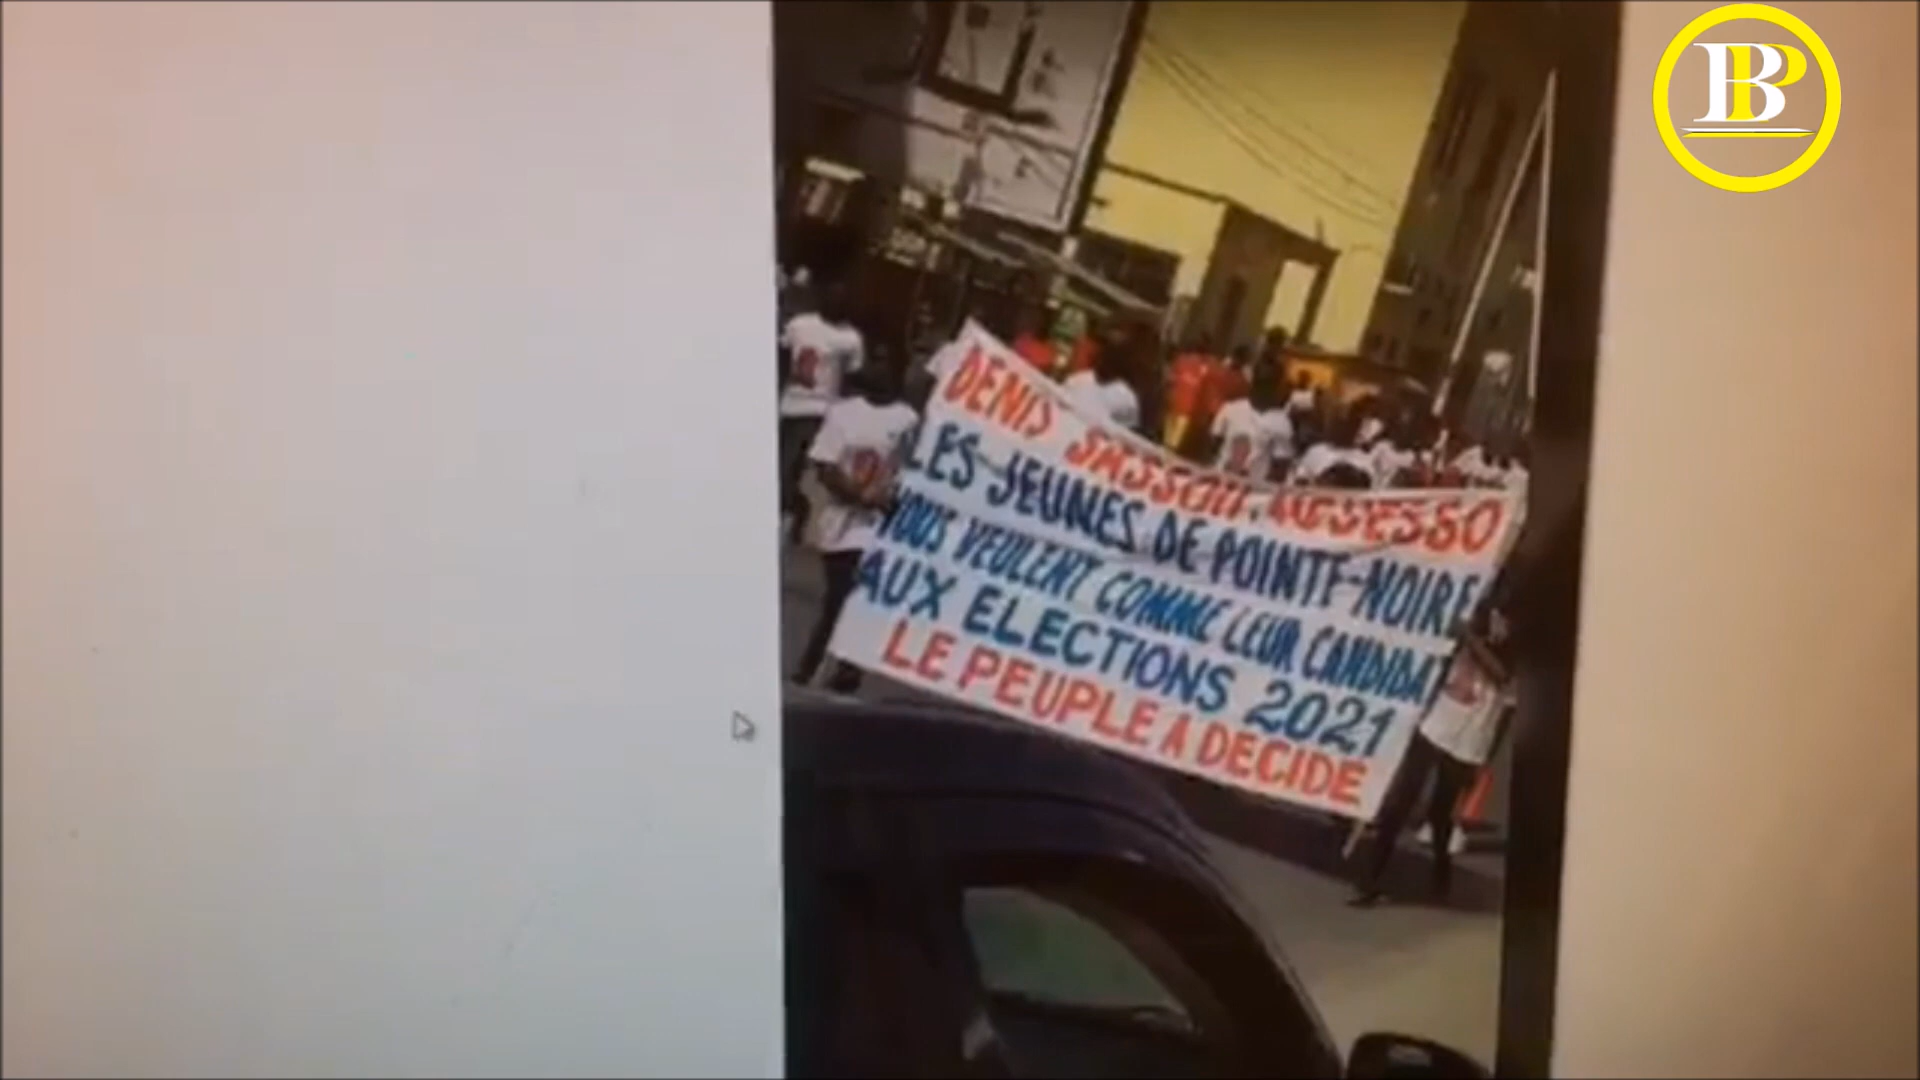 BP
DENIS SASSOU. NGUESSO
LES JEUNES DE POINTE-NOIRE
VOUS VEULENT COMME LEUR CANDIDAT
AUX ELECTIONS 2021
LE PEUPLE A DECIDE